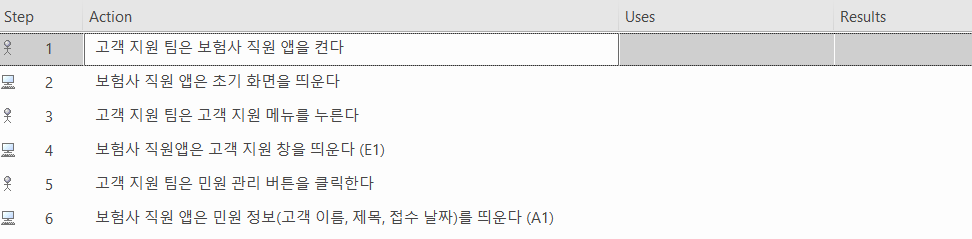 Step Action Uses Results
1 고객 지원 팀은 보험사 직원 앱을 켠다
2 보험사 직원 앱은 초기 화면을 띄운다
3 고객 지원 팀은 고객 지원 메뉴를 누른다
4 보험사 직원앱은 고객 지원 창을 띄운다 (E1)
5 고객 지원 팀은 민원 관리 버튼을 클릭한다
6 보험사 직원 앱은 민원 정보(고객 이름, 제목, 접수 날짜)를 띄운다 (A1)